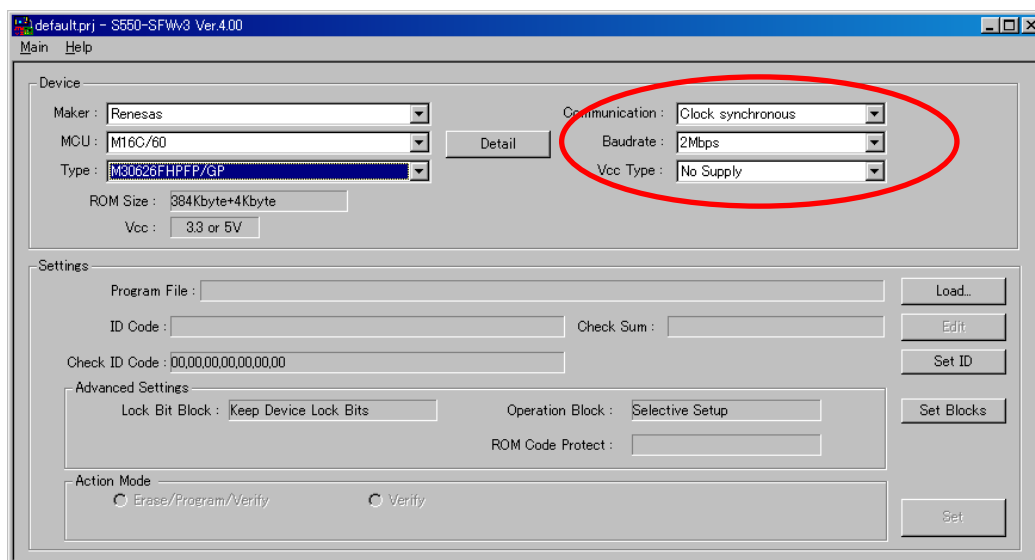 default.prj - S550-SFWv3 Ver.4.00
Main Help
Device
Maker : Renesas Communication : Clock synchronous
MCU : M16C/60 Detail Baudrate : 2Mbps
Type : M30626FHPFP/GP Vcc Type : No Supply
ROM Size : 384Kbyte+4Kbyte
Vcc : 3.3 or 5V
Settings
Program File : Load...
ID Code : Check Sum : Edit
Check ID Code : 00,00,00,00,00,00,00 Set ID
Advanced Settings
Lock Bit Block : Keep Device Lock Bits Operation Block : Selective Setup Set Blocks
ROM Code Protect :
Action Mode
Erase/Program/Verify Verify
Set